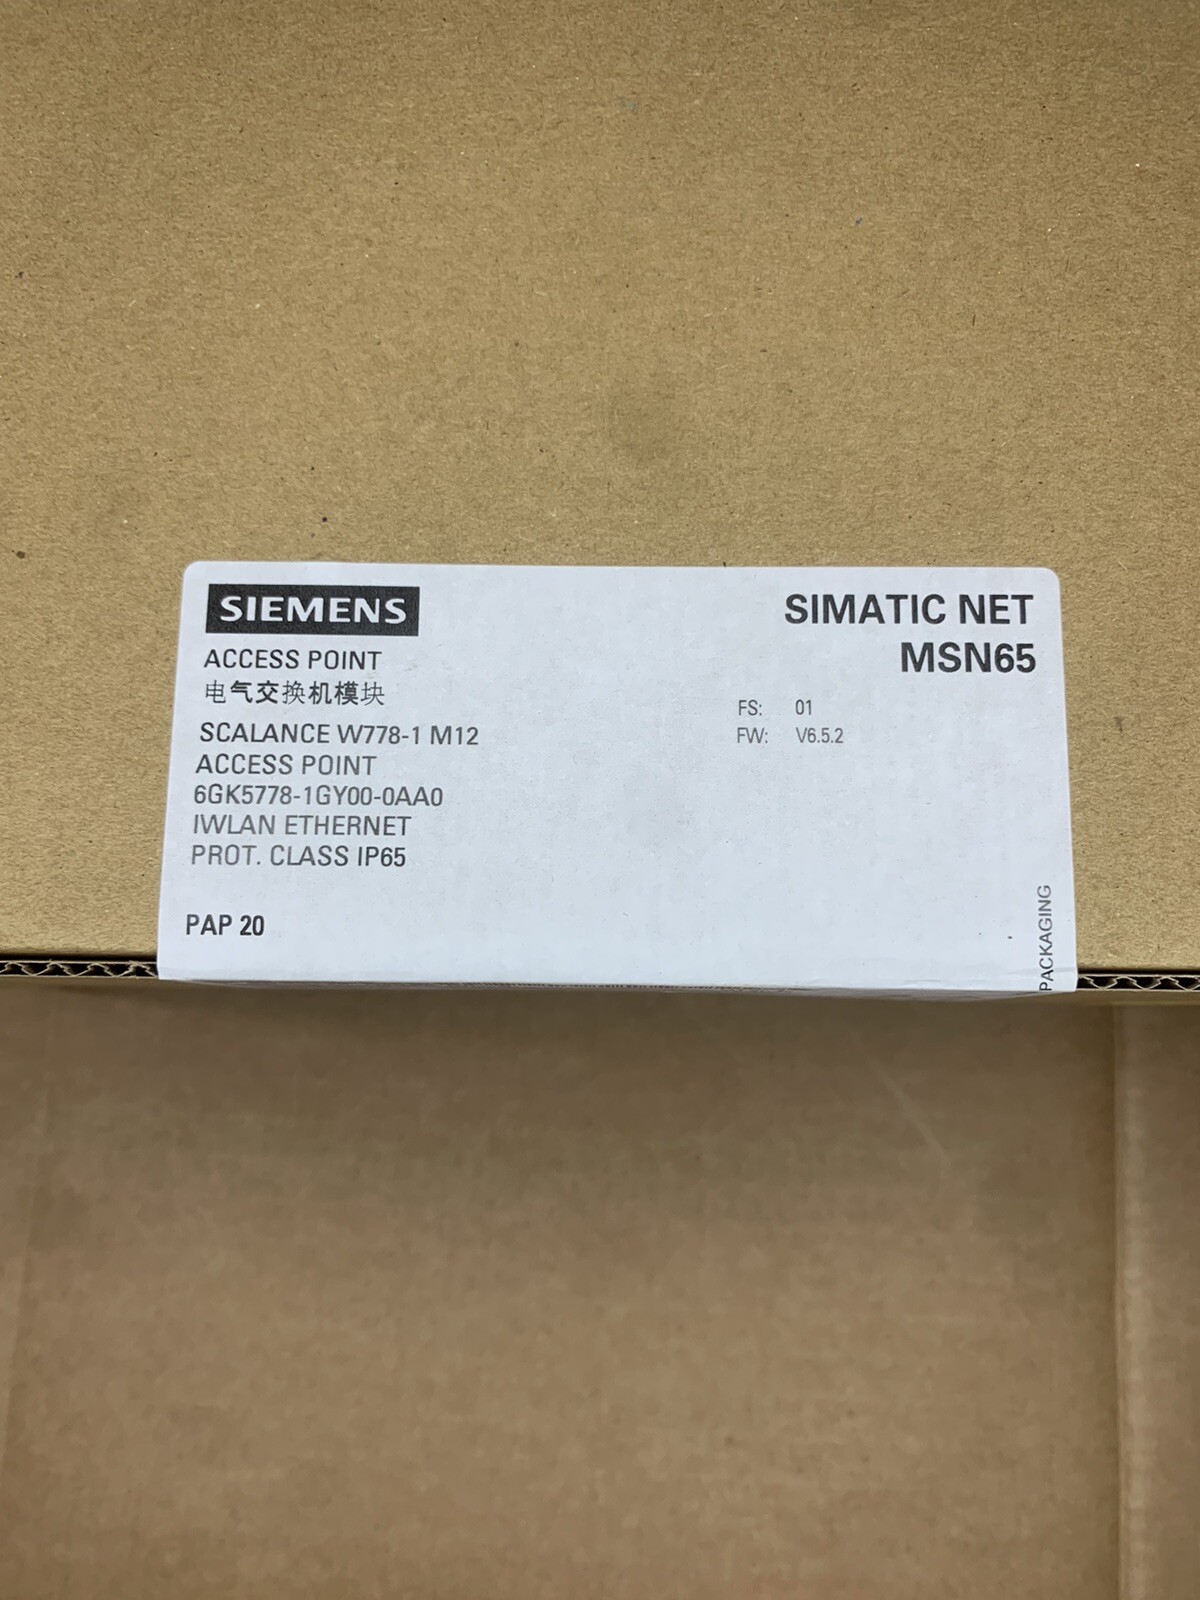 SIEMENS
SIMATIC NET
MSN65
ACCESS POINT
电气交换机模块
FS: 01
FW: V6.5.2
SCALANCE W778-1 M12
ACCESS POINT
6GK5778-1GY00-0AA0
IWLAN ETHERNET
PROT. CLASS IP65
PAP 20
PACKAGING